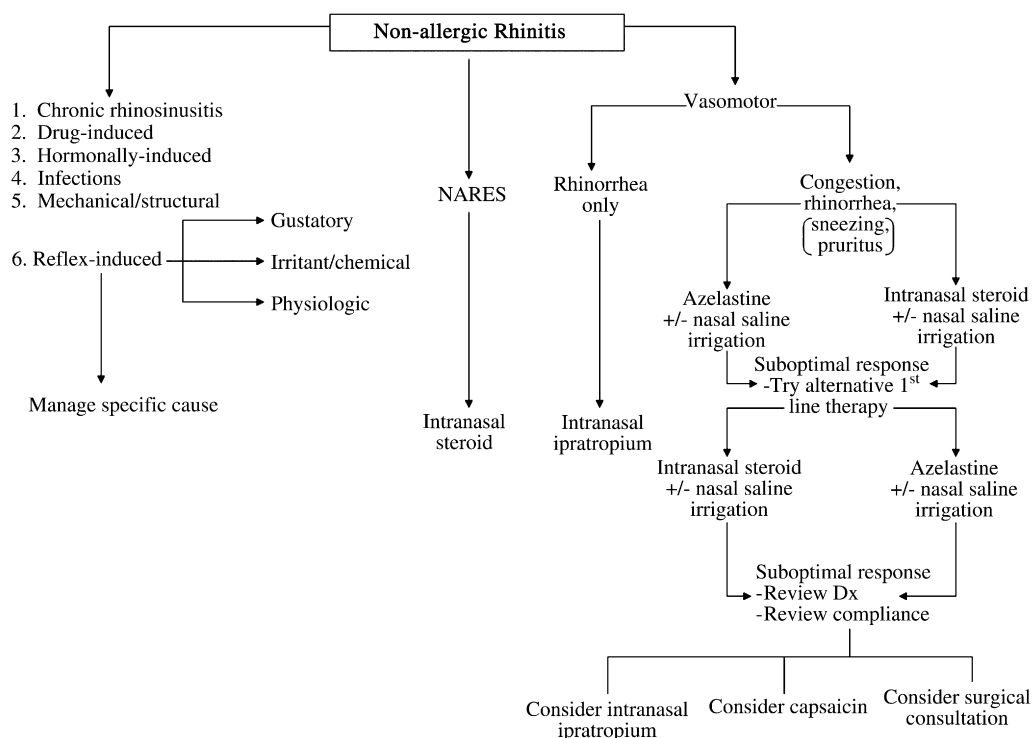 Non-allergic Rhinitis
1. Chronic rhinosinusitis
2. Drug-induced
3. Hormonally-induced
4. Infections
5. Mechanical/structural
6. Reflex-induced
Gustatory
Irritant/chemical
Physiologic
Manage specific cause
NARES
Intranasal
steroid
Vasomotor
Rhinorrhea
only
Intranasal
ipratropium
Congestion,
rhinorrhea,
(sneezing,
pruritus)
Azelastine
+/- nasal saline
irrigation
Intranasal steroid
+/- nasal saline
irrigation
Suboptimal response
-Try alternative 1st
line therapy
Intranasal steroid
+/- nasal saline
irrigation
Azelastine
+/- nasal saline
irrigation
Suboptimal response
-Review Dx
-Review compliance
Consider intranasal
ipratropium
Consider capsaicin
Consider surgical
consultation